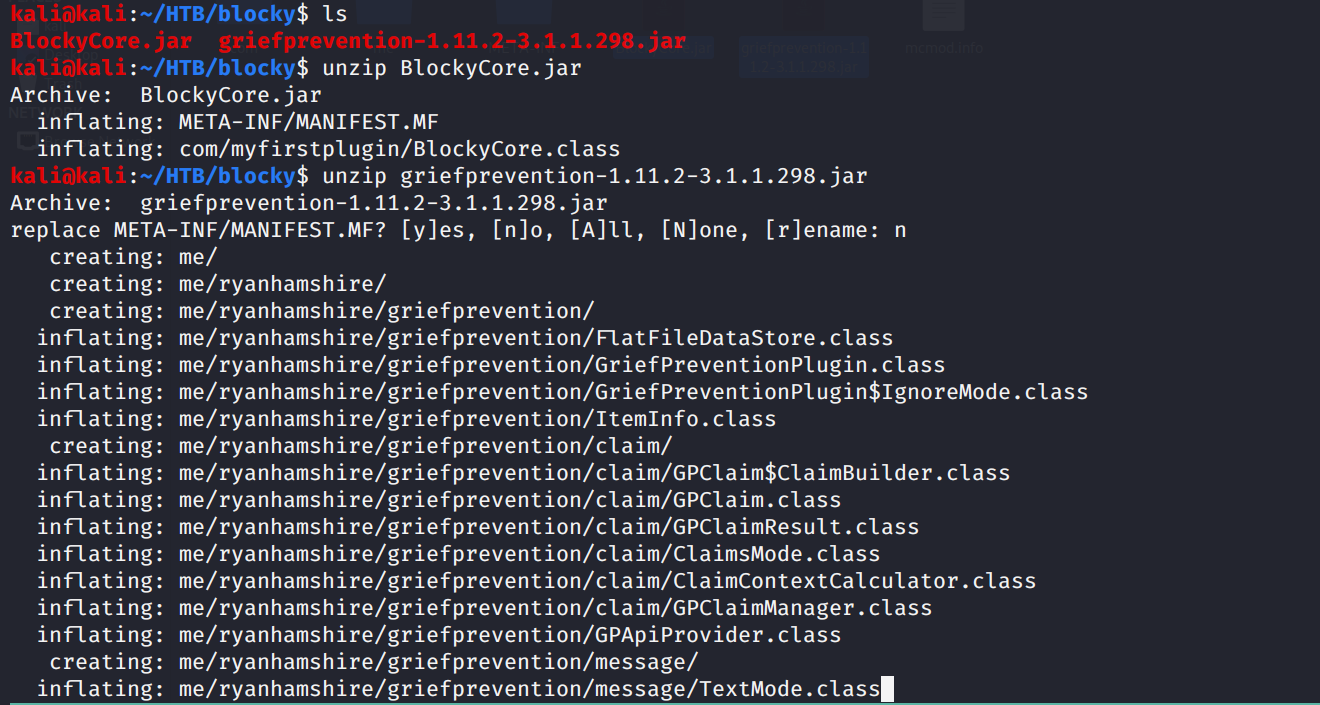 kali@kali:~/HTB/blocky$ ls
BlockyCore.jar  griefprevention-1.11.2-3.1.1.298.jar
kali@kali:~/HTB/blocky$ unzip BlockyCore.jar
Archive:  BlockyCore.jar
  inflating: META-INF/MANIFEST.MF
  inflating: com/myfirstplugin/BlockyCore.class
kali@kali:~/HTB/blocky$ unzip griefprevention-1.11.2-3.1.1.298.jar
Archive:  griefprevention-1.11.2-3.1.1.298.jar
replace META-INF/MANIFEST.MF? [y]es, [n]o, [A]ll, [N]one, [r]ename: n
   creating: me/
   creating: me/ryanhamshire/
   creating: me/ryanhamshire/griefprevention/
  inflating: me/ryanhamshire/griefprevention/FlatFileDataStore.class
  inflating: me/ryanhamshire/griefprevention/GriefPreventionPlugin.class
  inflating: me/ryanhamshire/griefprevention/GriefPreventionPlugin$IgnoreMode.class
  inflating: me/ryanhamshire/griefprevention/ItemInfo.class
   creating: me/ryanhamshire/griefprevention/claim/
  inflating: me/ryanhamshire/griefprevention/claim/GPClaim$ClaimBuilder.class
  inflating: me/ryanhamshire/griefprevention/claim/GPClaim.class
  inflating: me/ryanhamshire/griefprevention/claim/GPClaimResult.class
  inflating: me/ryanhamshire/griefprevention/claim/ClaimsMode.class
  inflating: me/ryanhamshire/griefprevention/claim/ClaimContextCalculator.class
  inflating: me/ryanhamshire/griefprevention/claim/GPClaimManager.class
  inflating: me/ryanhamshire/griefprevention/GPApiProvider.class
   creating: me/ryanhamshire/griefprevention/message/
  inflating: me/ryanhamshire/griefprevention/message/TextMode.class
mcmod.info